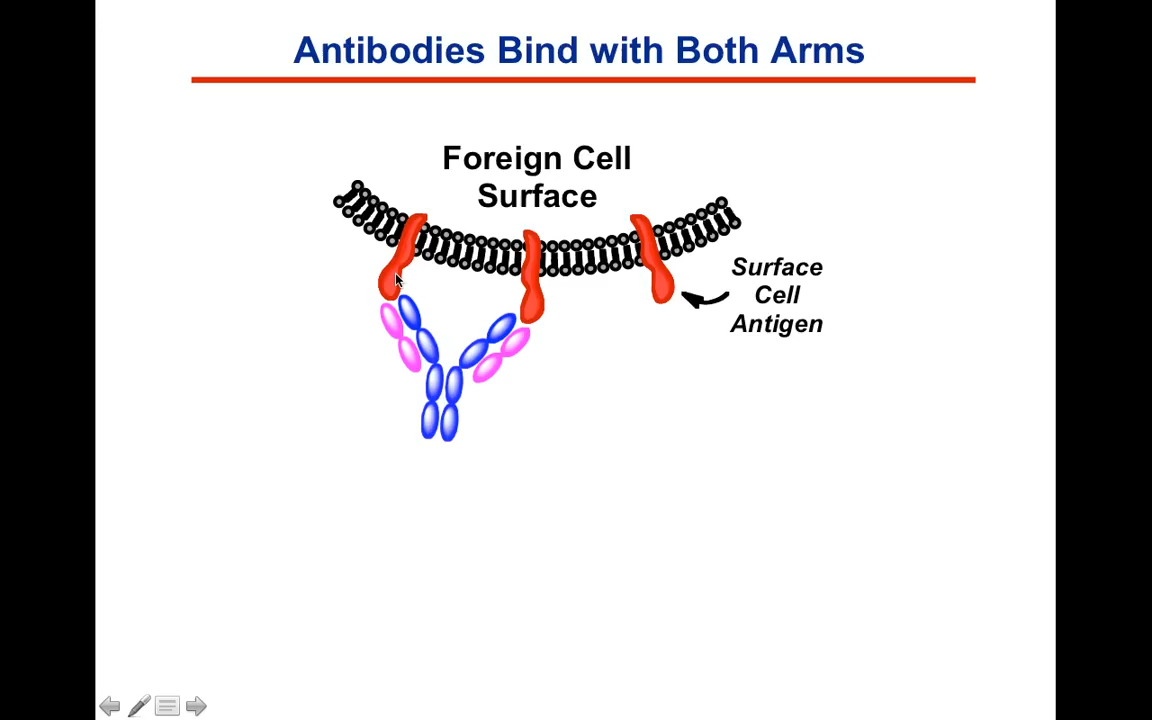 Antibodies Bind with Both Arms
Foreign Cell
Surface
Surface
Cell
Antigen